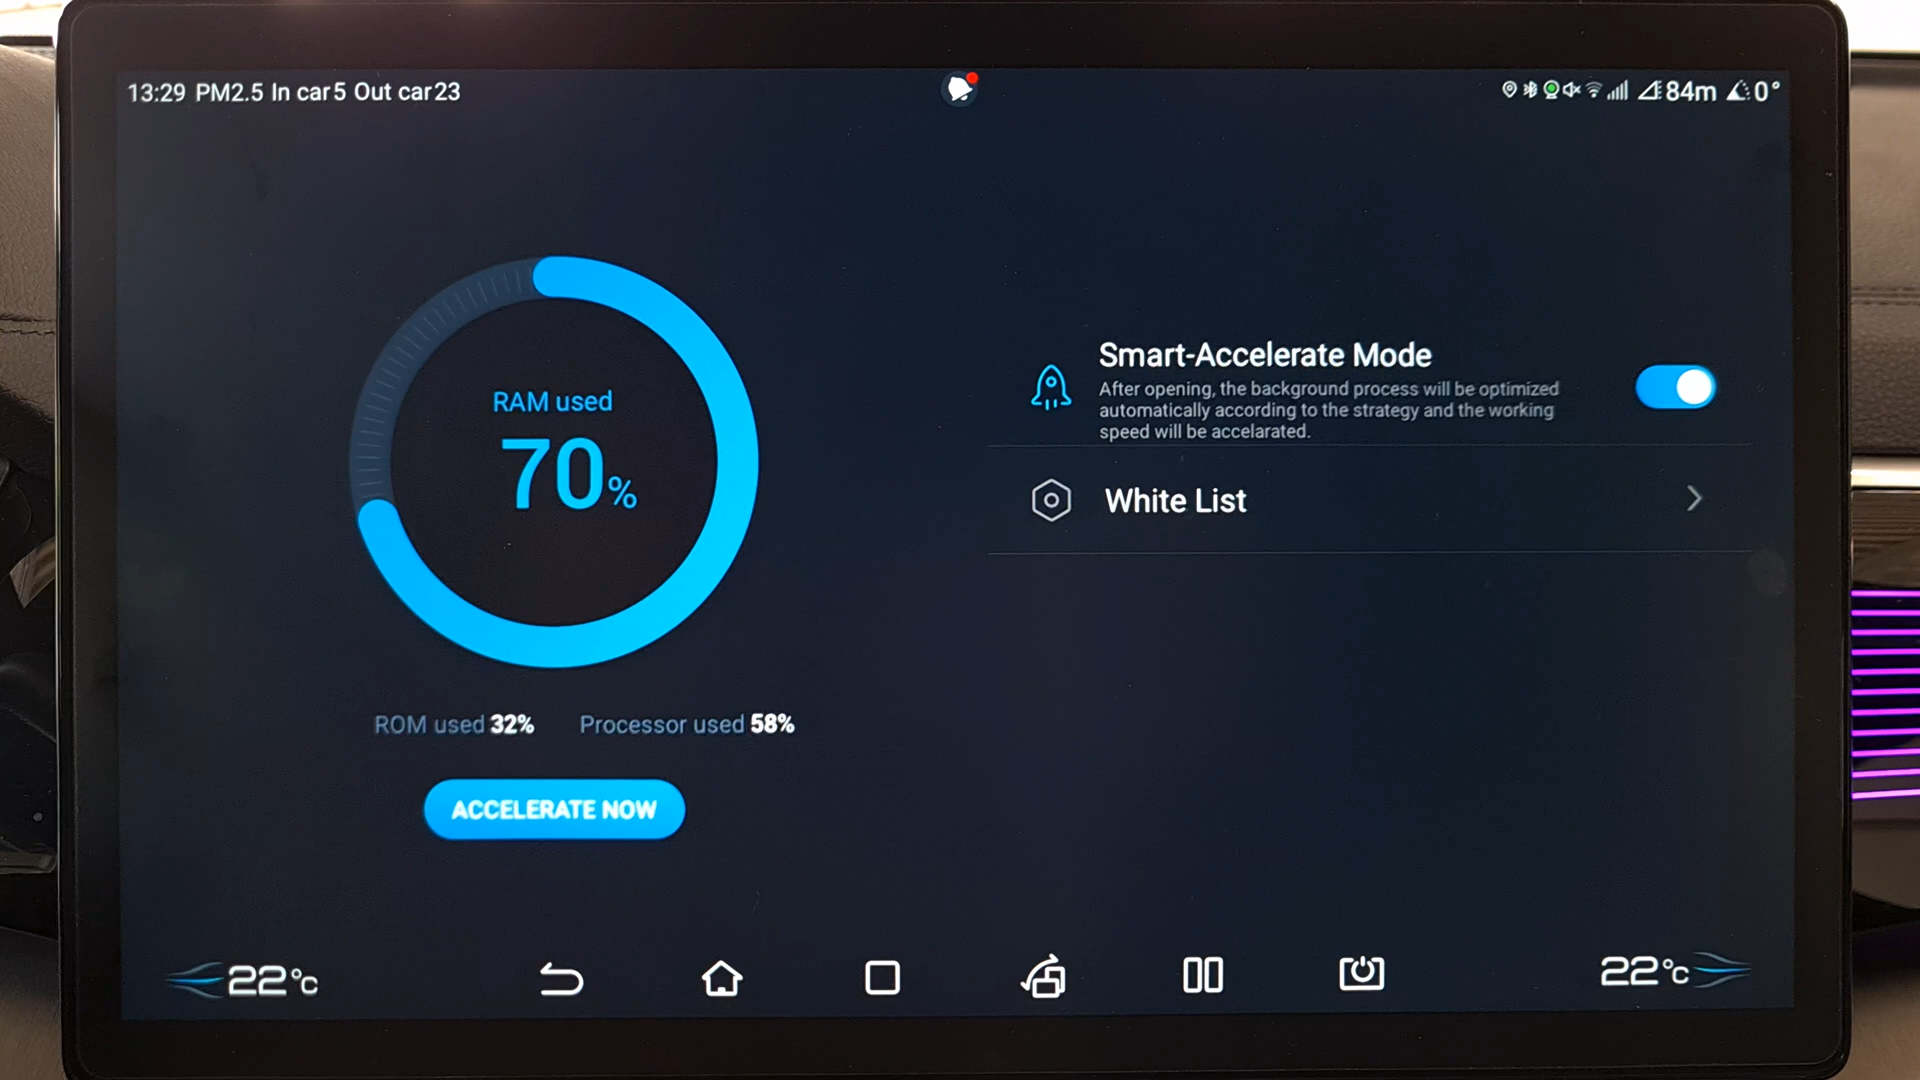 13:29 PM2.5 In car 5 Out car 23
84m 0°
RAM used
70%
ROM used 32% Processor used 58%
ACCELERATE NOW
Smart-Accelerate Mode
After opening, the background process will be optimized
automatically according to the strategy and the working
speed will be accelarated.
White List
22°C
22°C